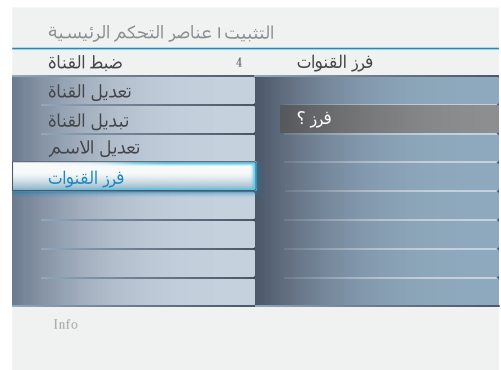 التثبيت | عناصر التحكم الرئيسية
ضبط القناة 4
فرز القنوات
تعديل القناة
تبديل القناة
فرز ؟
تعديل الاسم
فرز القنوات
Info